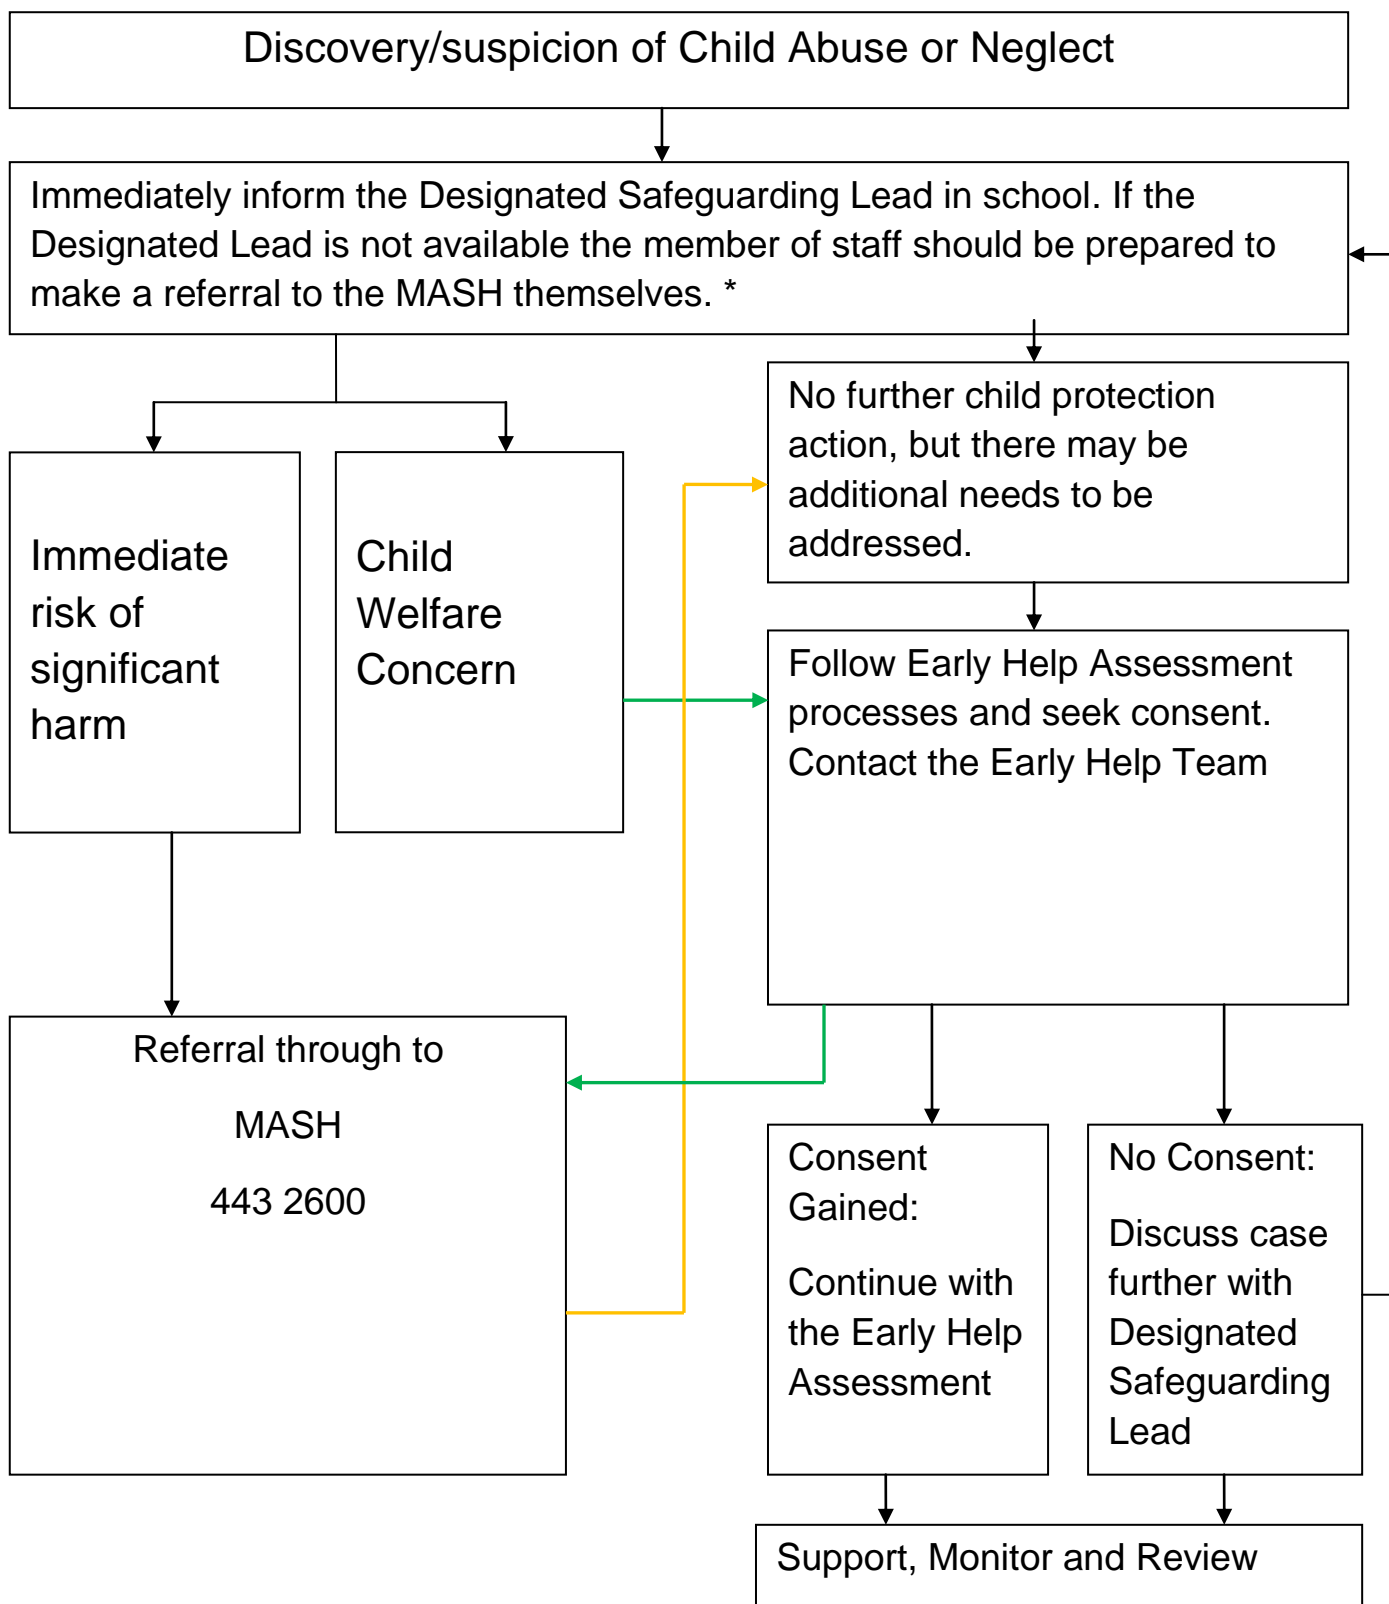 Discovery/suspicion of Child Abuse or Neglect
Immediately inform the Designated Safeguarding Lead in school. If the
Designated Lead is not available the member of staff should be prepared to
make a referral to the MASH themselves. *
No further child protection
action, but there may be
additional needs to be
addressed.
Immediate
risk of
significant
harm
Child
Welfare
Concern
Follow Early Help Assessment
processes and seek consent.
Contact the Early Help Team
Referral through to
MASH
443 2600
Consent
Gained:
Continue with
the Early Help
Assessment
No Consent:
Discuss case
further with
Designated
Safeguarding
Lead
Support, Monitor and Review